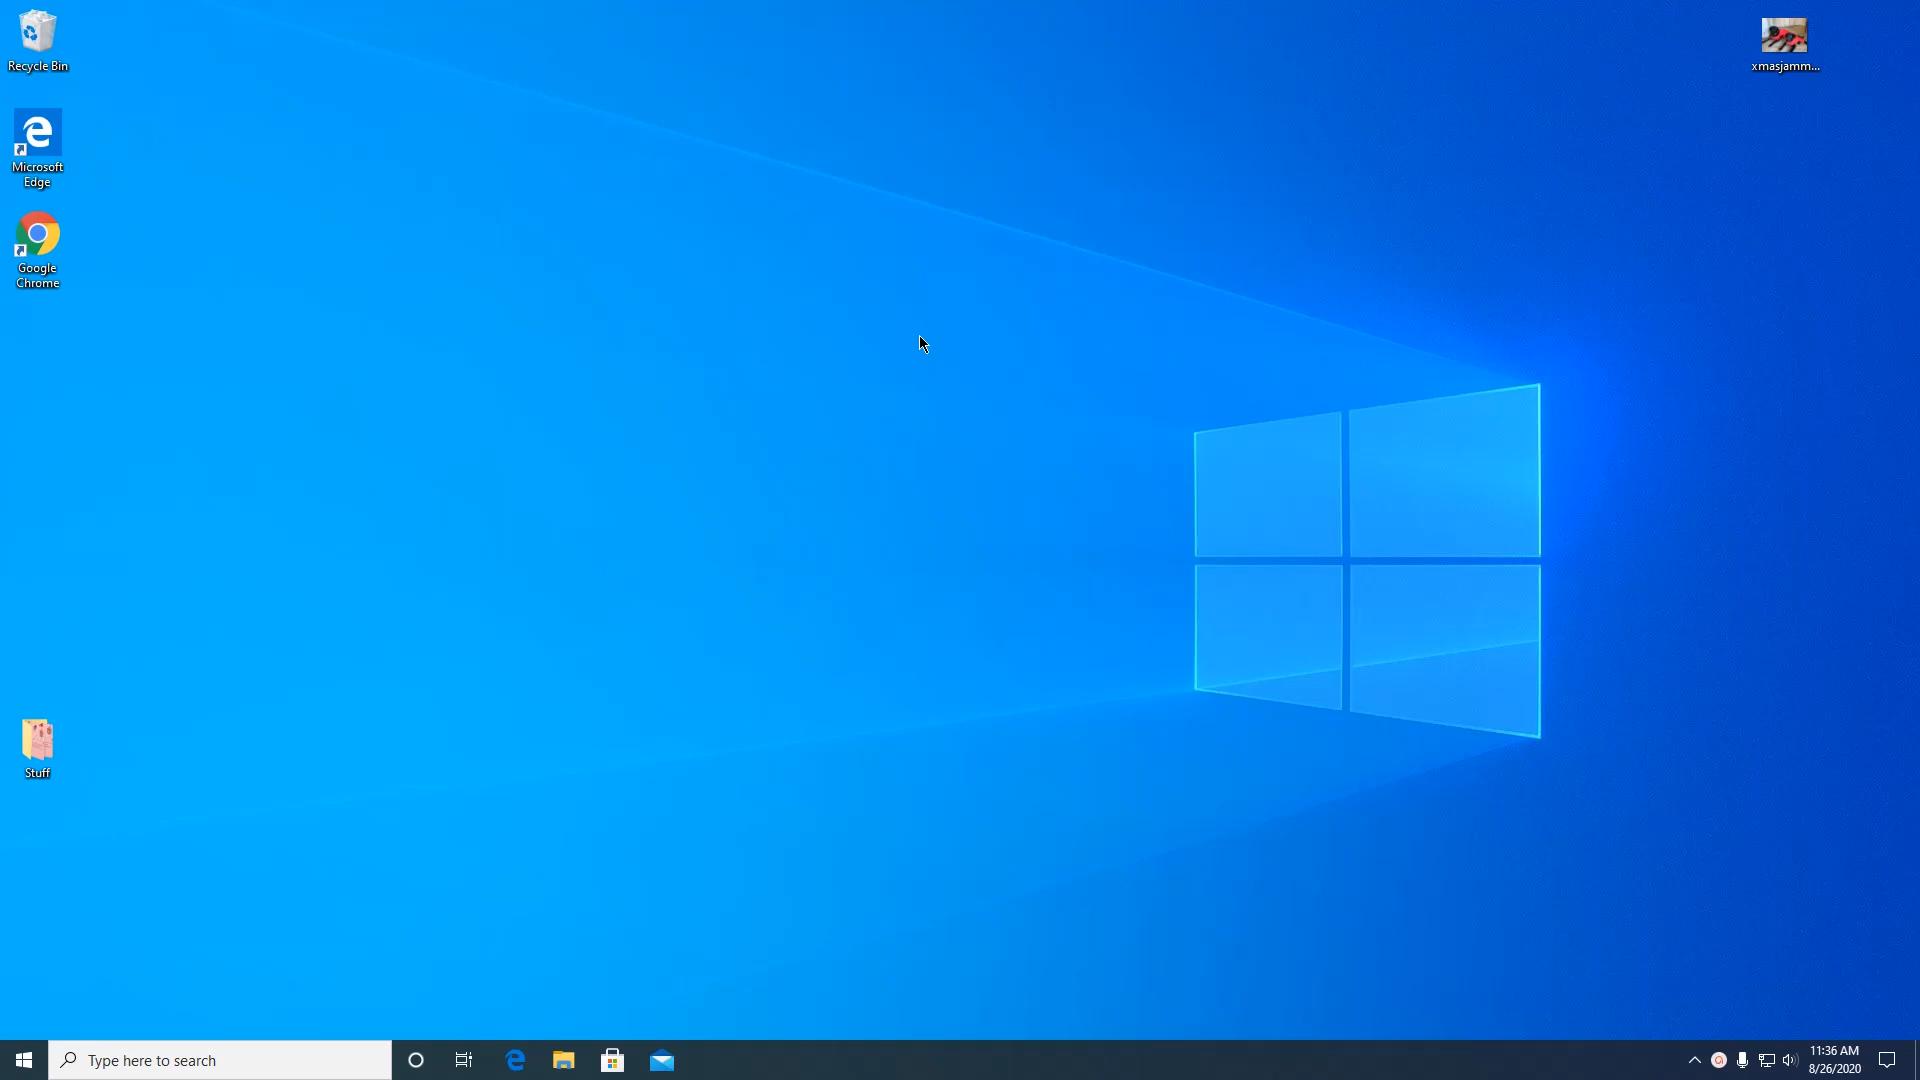 Recycle Bin
xmasjamm...
Microsoft
Edge
Google
Chrome
Stuff
Type here to search
11:36 AM
8/26/2020